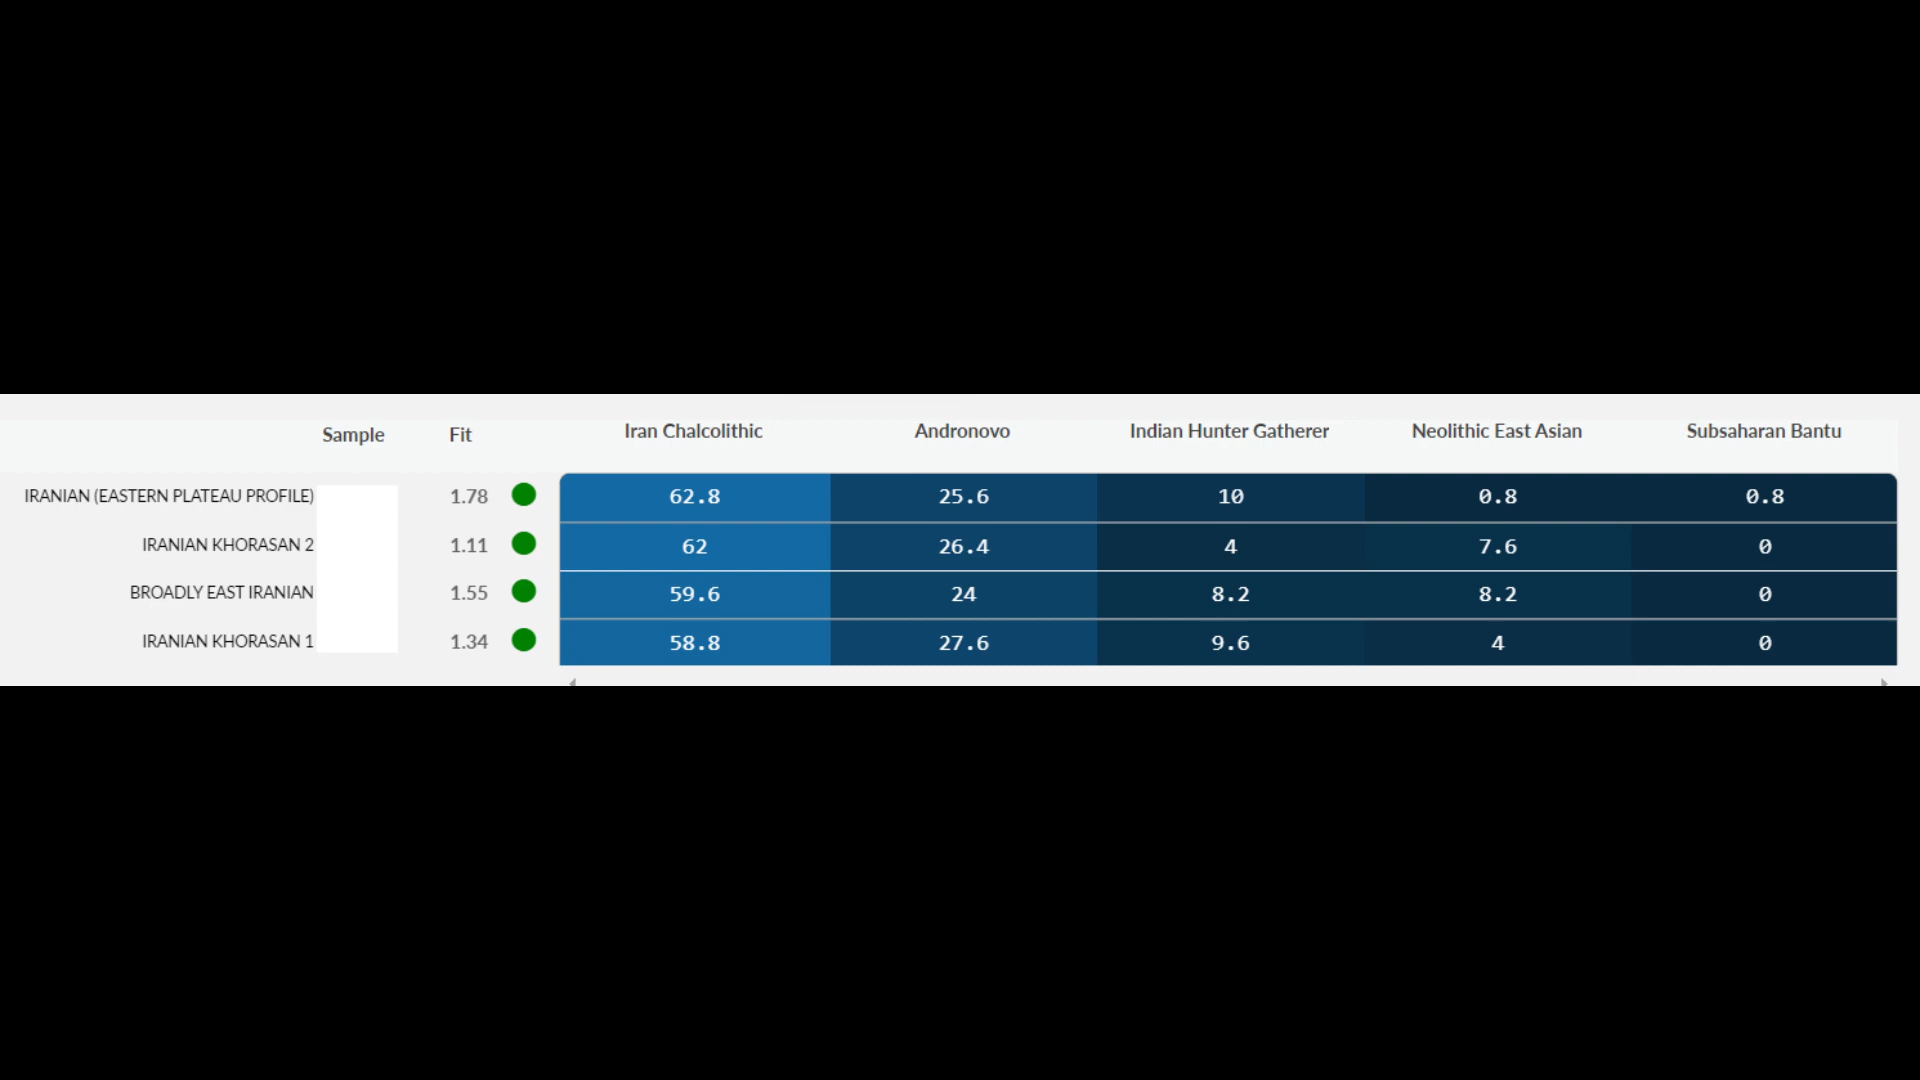 Sample Fit Iran Chalcolithic Andronovo Indian Hunter Gatherer Neolithic East Asian Subsaharan Bantu
IRANIAN (EASTERN PLATEAU PROFILE) 1.78 62.8 25.6 10 0.8 0.8
IRANIAN KHORASAN 2 1.11 62 26.4 4 7.6 0
BROADLY EAST IRANIAN 1.55 59.6 24 8.2 8.2 0
IRANIAN KHORASAN 1 1.34 58.8 27.6 9.6 4 0